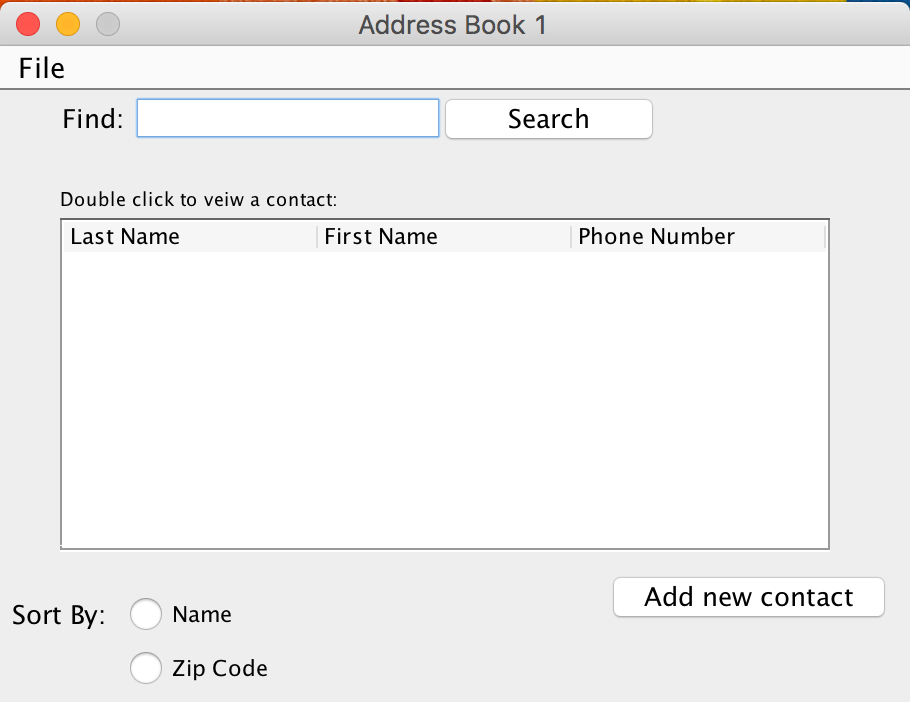 Address Book 1
File
Find: Search
Double click to veiw a contact:
Last Name First Name Phone Number
Add new contact
Sort By: Name
Zip Code